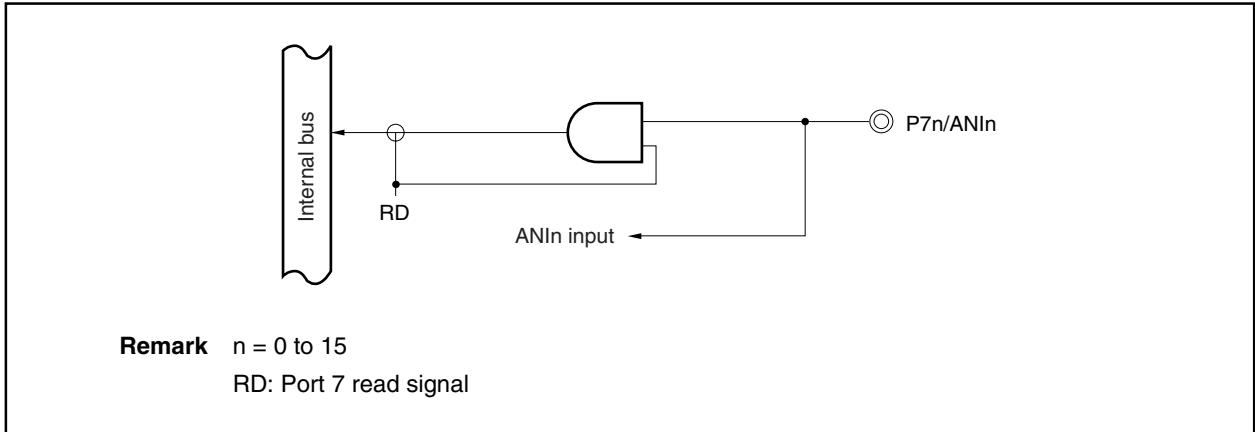 Internal bus
P7n/ANIn
RD
ANIn input
Remark n = 0 to 15
RD: Port 7 read signal